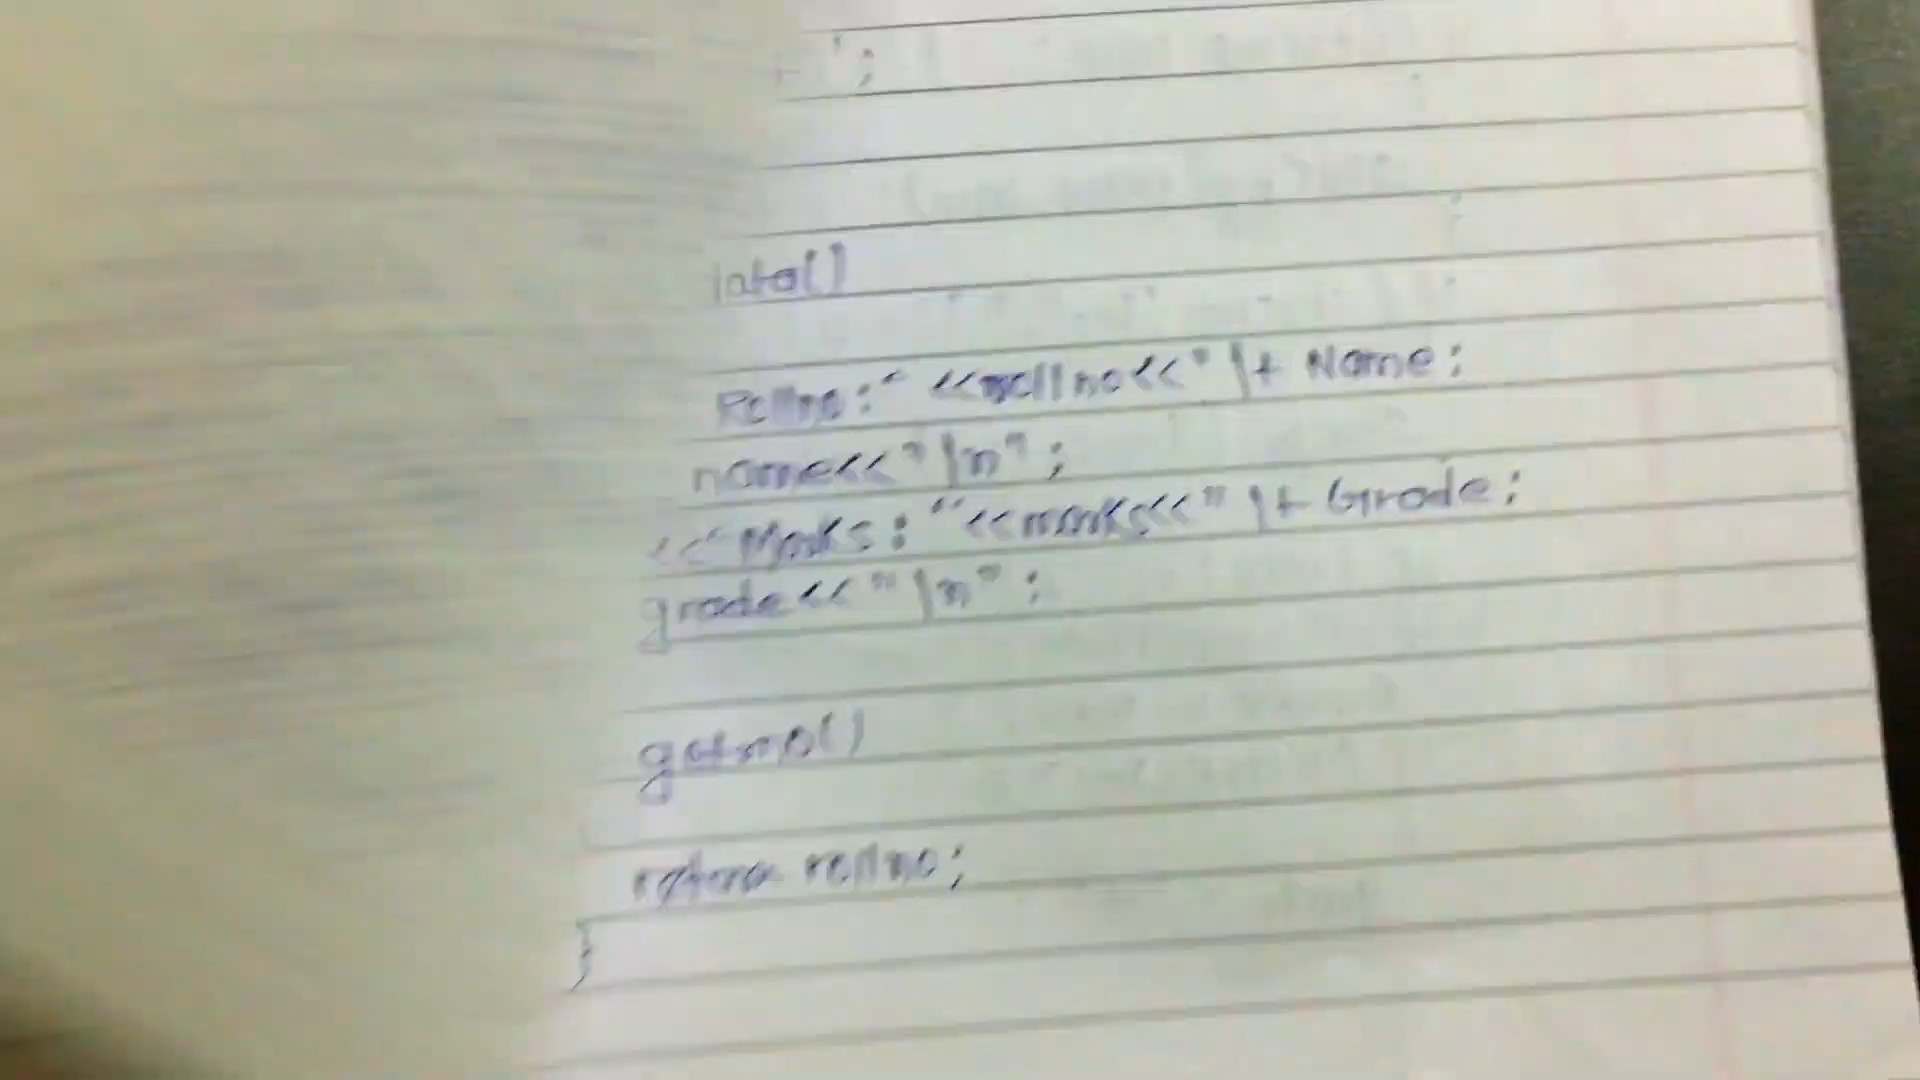 ';
lata()
Rollno:" <<rollno<<" \t Name:
name<<"\n";
<<"Marks: "<<marks<<" \t Grade:
grade<<"\n";
getno()
return rollno;
}